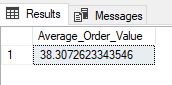 Results Messages
Average_Order_Value
1 38.3072623343546